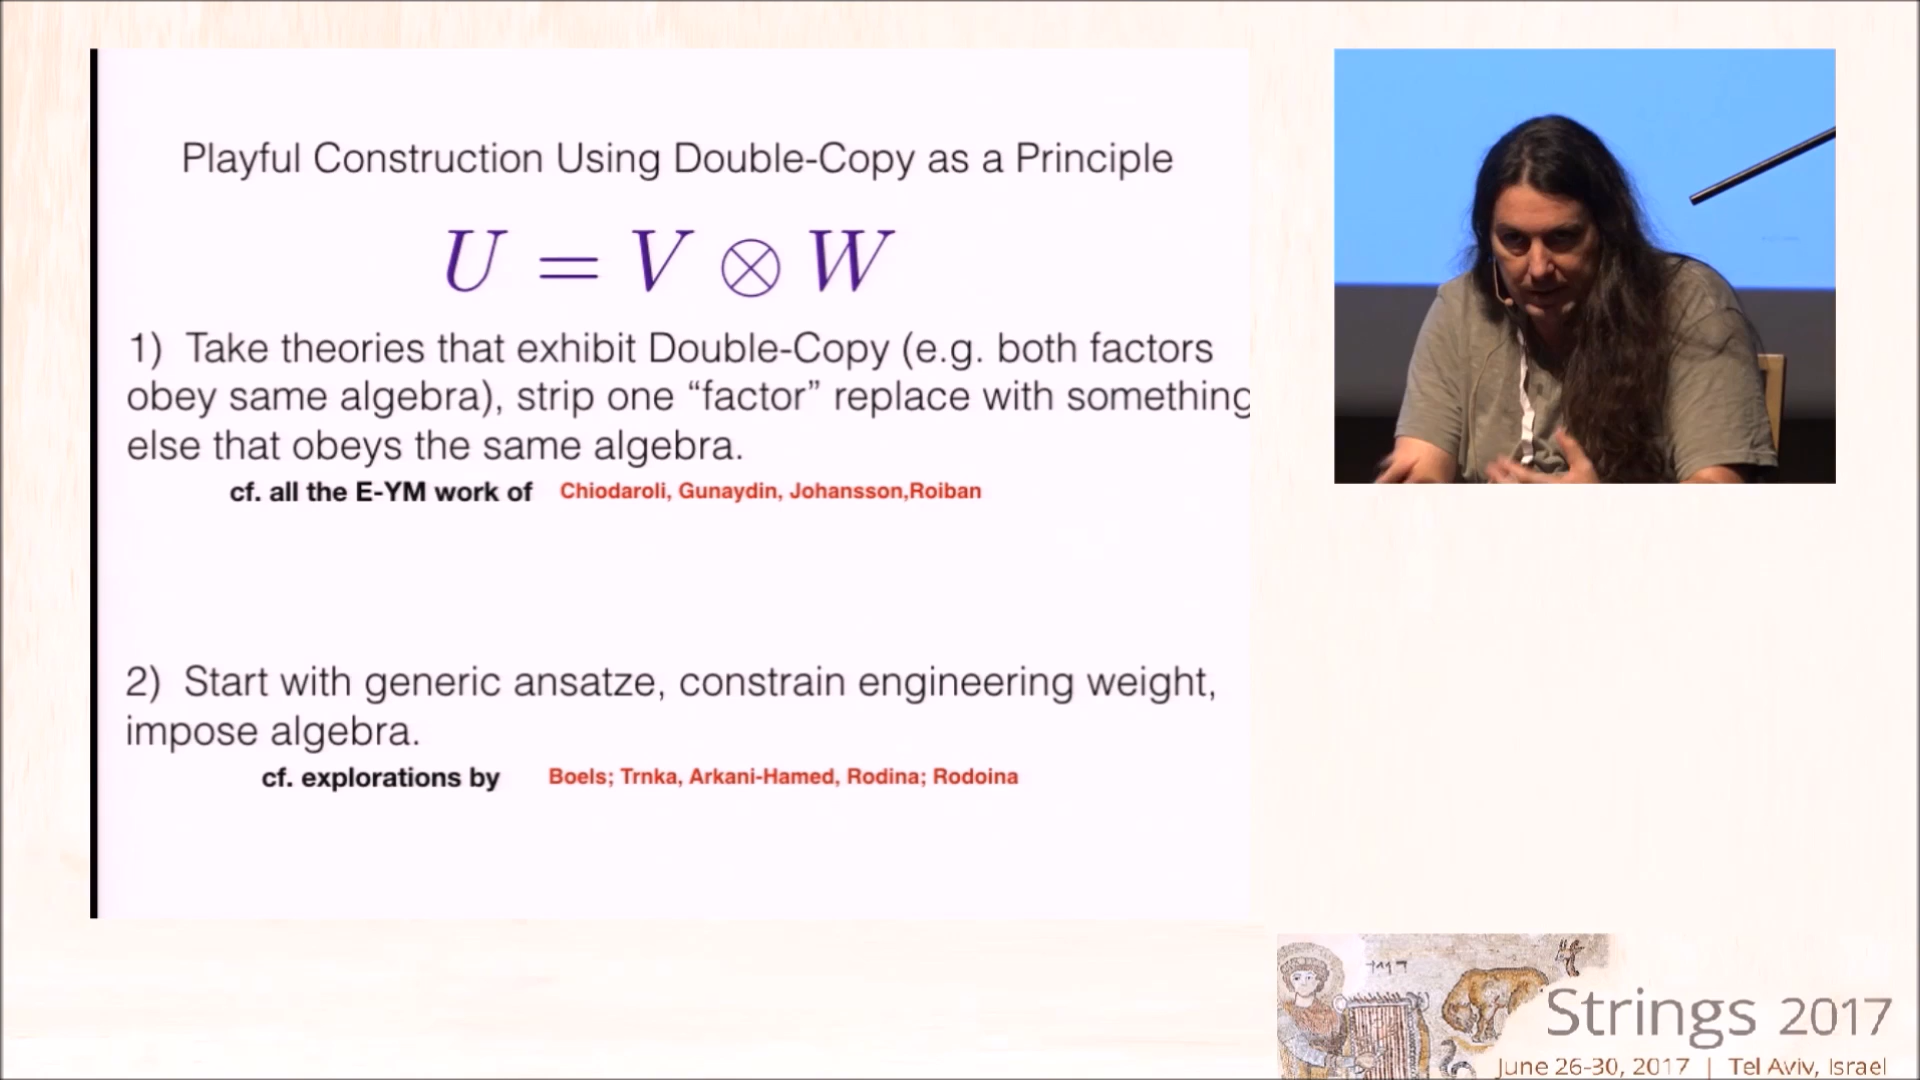 Playful Construction Using Double-Copy as a Principle
U = V ⊗ W
1) Take theories that exhibit Double-Copy (e.g. both factors
obey same algebra), strip one “factor” replace with something
else that obeys the same algebra.
cf. all the E-YM work of Chiodaroli, Gunaydin, Johansson,Roiban
2) Start with generic ansatze, constrain engineering weight,
impose algebra.
cf. explorations by Boels; Trnka, Arkani-Hamed, Rodina; Rodoina
Strings 2017
June 26-30, 2017 | Tel Aviv, Israel